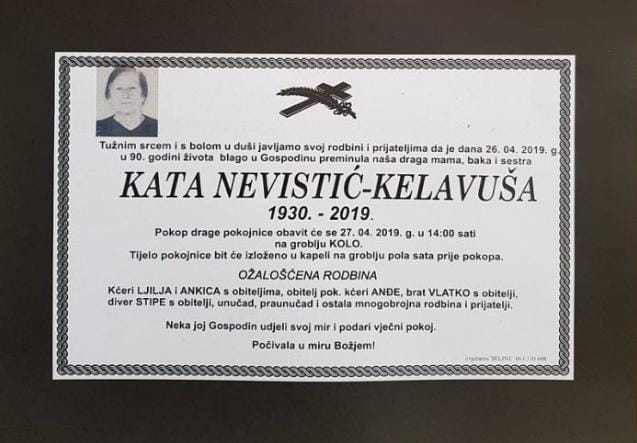 Tužnim srcem i s bolom u duši javljamo svoj rodbini i prijateljima da je dana 26. 04. 2019. g.
u 90. godini života blago u Gospodinu preminula naša draga mama, baka i sestra
KATA NEVISTIĆ-KELAVUŠA
1930. - 2019.
Pokop drage pokojnice obavit će se 27. 04. 2019. g. u 14:00 sati
na groblju KOLO.
Tijelo pokojnice bit će izloženo u kapeli na groblju pola sata prije pokopa.
OŽALOŠĆENA RODBINA
Kćeri LJILJA i ANKICA s obiteljima, obitelj pok. kćeri ANĐE, brat VLATKO s obitelji,
diver STIPE s obitelji, unučad, praunučad i ostala mnogobrojna rodbina i prijatelji.
Neka joj Gospodin udjeli svoj mir i podari vječni pokoj.
Počivala u miru Božjem!